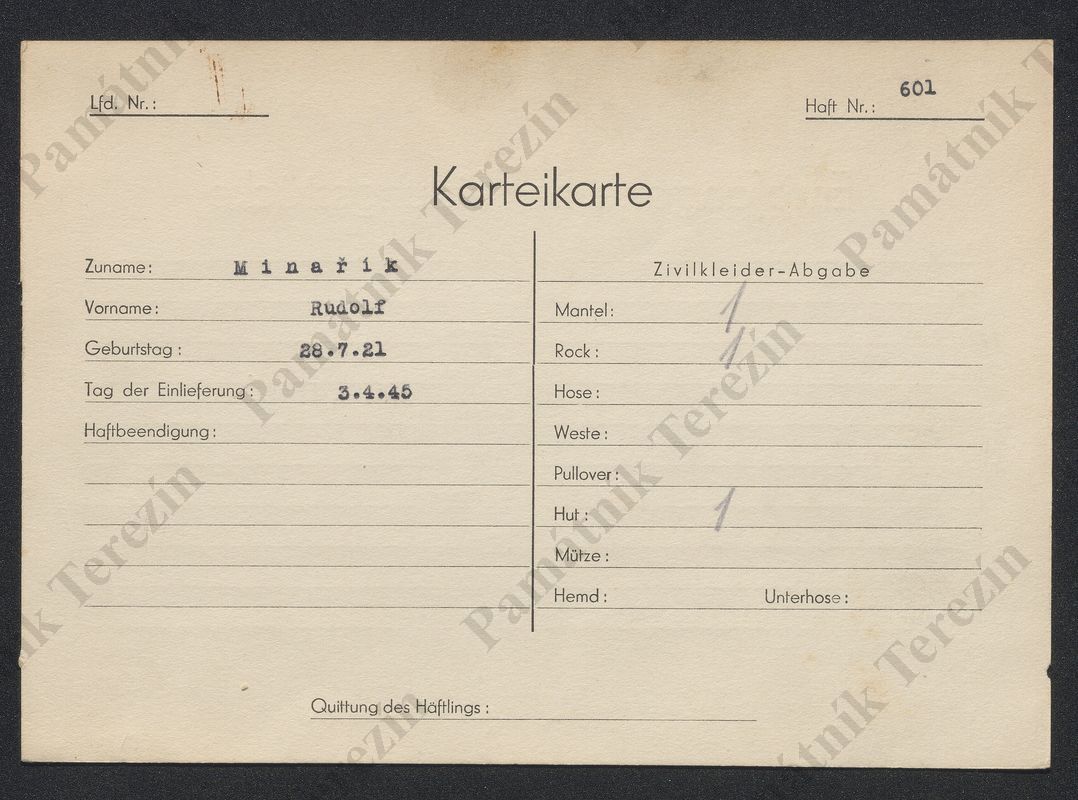 Lfd. Nr.:
Haft Nr.: 601
Karteikarte
Zuname: Minařík
Vorname: Rudolf
Geburtstag: 28.7.21
Tag der Einlieferung: 3.4.45
Haftbeendigung:
Zivilkleider-Abgabe
Mantel: 1
Rock: 1
Hose:
Weste:
Pullover:
Hut: 1
Mütze:
Hemd: Unterhose:
Quittung des Häftlings:
Památník Terezín